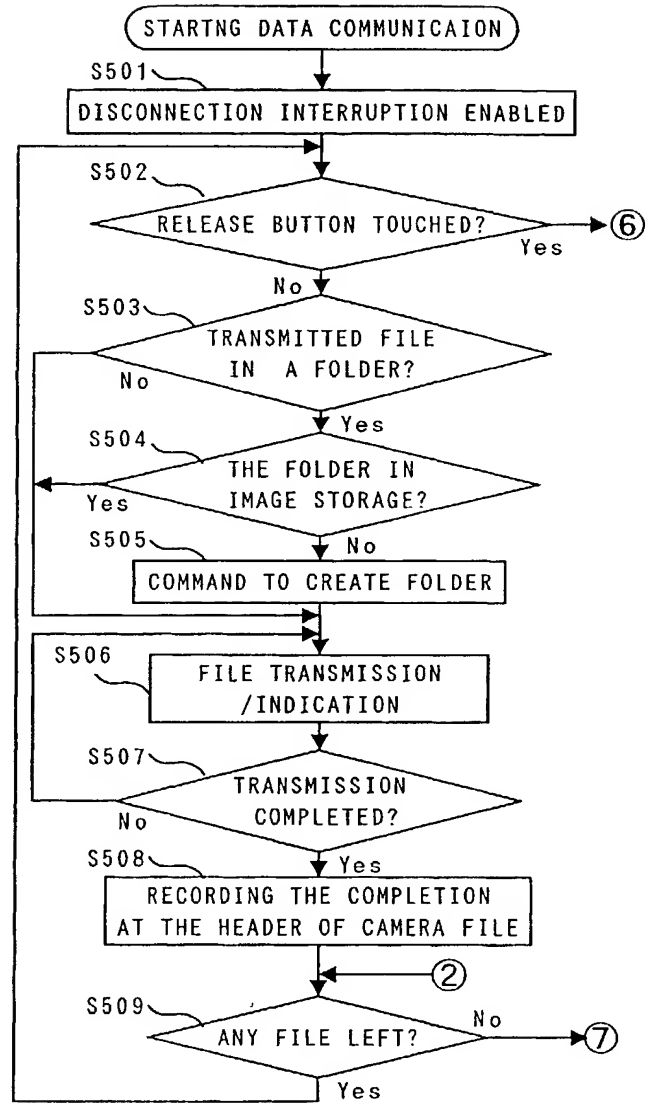 STARTNG DATA COMMUNICAION
S501
DISCONNECTION INTERRUPTION ENABLED
S502
RELEASE BUTTON TOUCHED?
⑥
Yes
No
S503
TRANSMITTED FILE
IN A FOLDER?
No
Yes
S504
THE FOLDER IN
IMAGE STORAGE?
Yes
No
S505
COMMAND TO CREATE FOLDER
S506
FILE TRANSMISSION
/INDICATION
S507
TRANSMISSION
COMPLETED?
No
Yes
S508
RECORDING THE COMPLETION
AT THE HEADER OF CAMERA FILE
②
S509
ANY FILE LEFT?
No
⑦
Yes